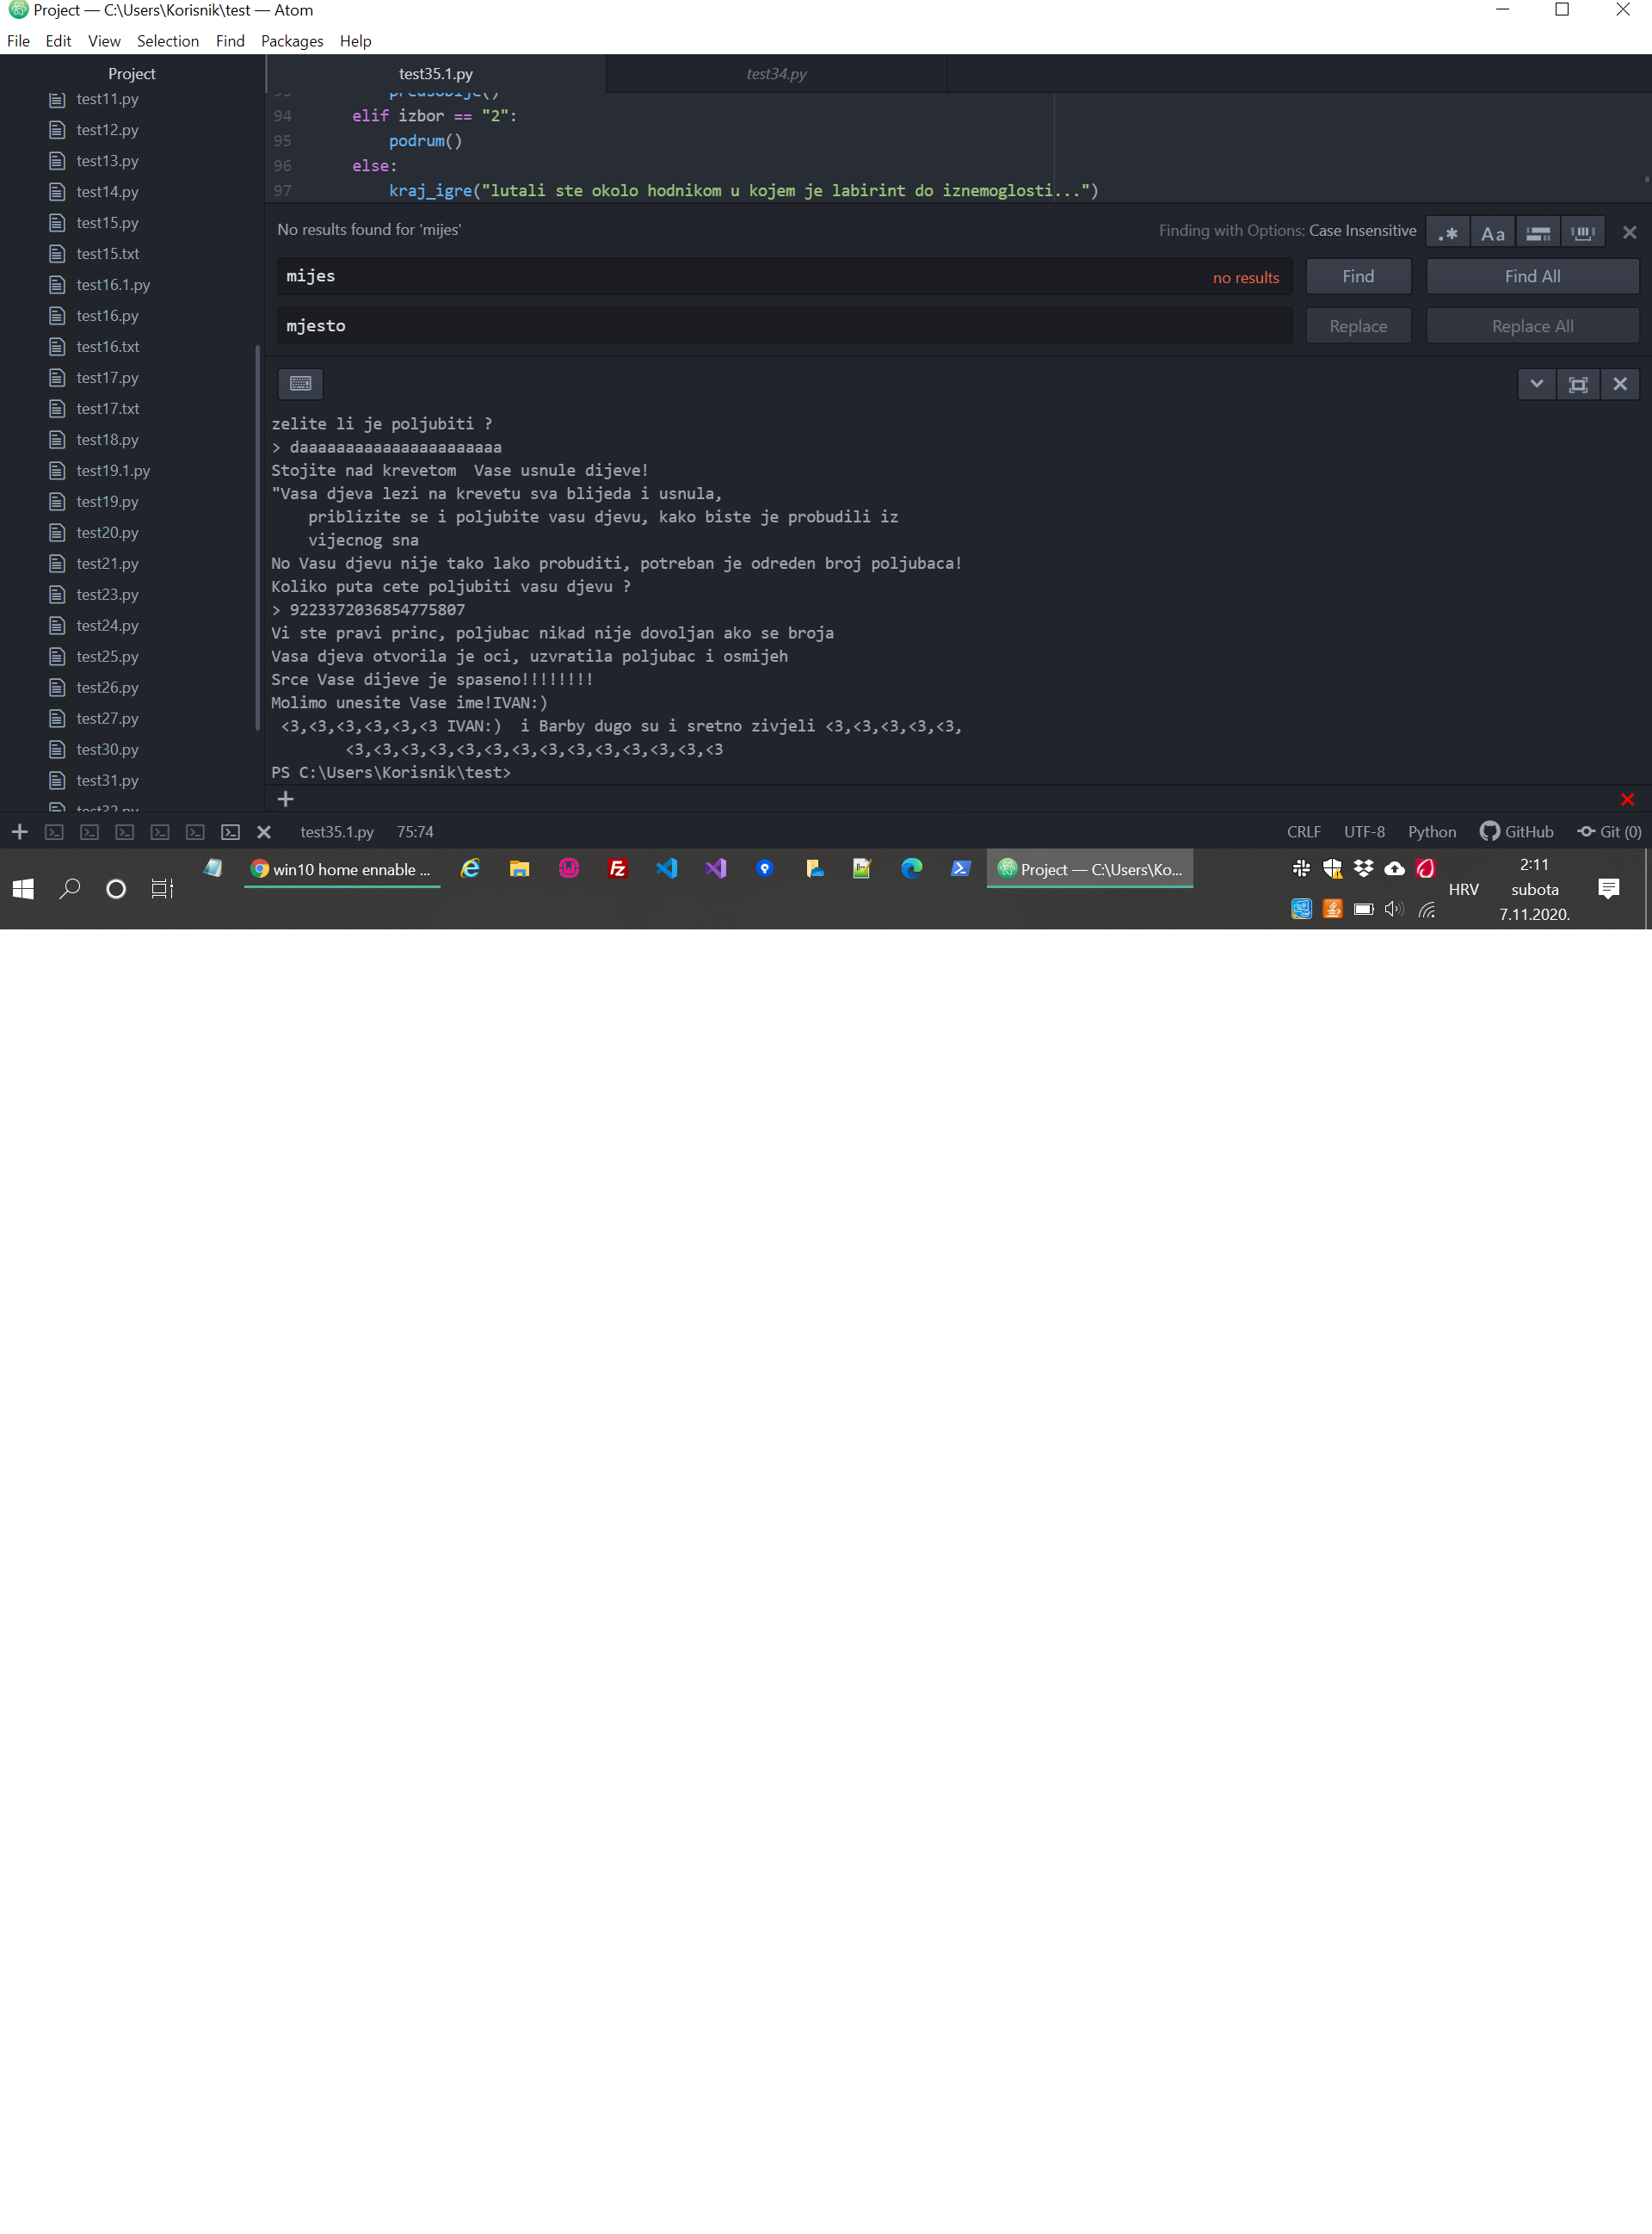 Project — C:\Users\Korisnik\test — Atom
File Edit View Selection Find Packages Help
Project
test11.py
test12.py
test13.py
test14.py
test15.py
test15.txt
test16.1.py
test16.py
test16.txt
test17.py
test17.txt
test18.py
test19.1.py
test19.py
test20.py
test21.py
test23.py
test24.py
test25.py
test26.py
test27.py
test30.py
test31.py
test32.py
test35.1.py test34.py
93 predsoblje()
94 elif izbor == "2":
95 podrum()
96 else:
97 kraj_igre("lutali ste okolo hodnikom u kojem je labirint do iznemoglosti...")
No results found for 'mijes' Finding with Options: Case Insensitive .* Aa
mijes no results Find Find All
mjesto Replace Replace All
zelite li je poljubiti ?
> daaaaaaaaaaaaaaaaaaaaaa
Stojite nad krevetom  Vase usnule dijeve!
"Vasa djeva lezi na krevetu sva blijeda i usnula,
priblizite se i poljubite vasu djevu, kako biste je probudili iz
vijecnog sna
No Vasu djevu nije tako lako probuditi, potreban je odreden broj poljubaca!
Koliko puta cete poljubiti vasu djevu ?
> 9223372036854775807
Vi ste pravi princ, poljubac nikad nije dovoljan ako se broja
Vasa djeva otvorila je oci, uzvratila poljubac i osmijeh
Srce Vase dijeve je spaseno!!!!!!!!
Molimo unesite Vase ime!IVAN:)
<3,<3,<3,<3,<3,<3 IVAN:)  i Barby dugo su i sretno zivjeli <3,<3,<3,<3,<3,
<3,<3,<3,<3,<3,<3,<3,<3,<3,<3,<3,<3,<3,<3
PS C:\Users\Korisnik\test>
test35.1.py 75:74 CRLF UTF-8 Python GitHub Git (0)
win10 home ennable ... Project — C:\Users\Ko... HRV
2:11
subota
7.11.2020.